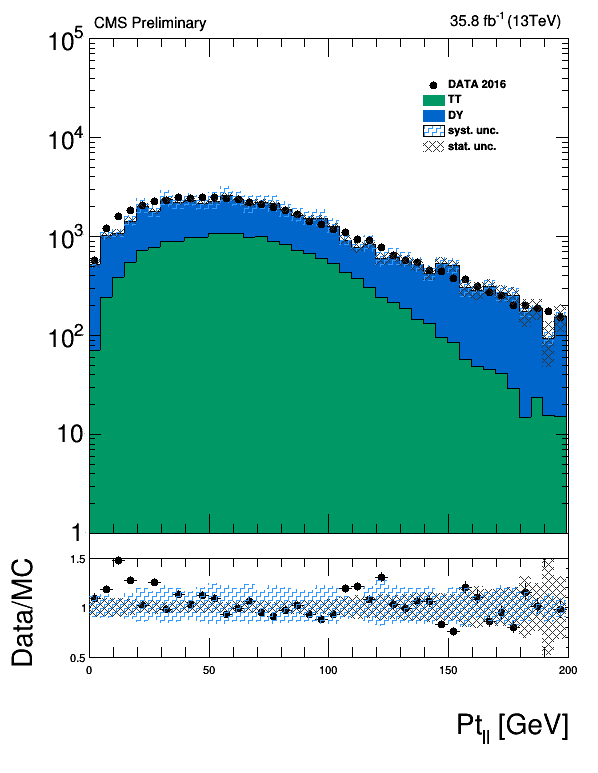 CMS Preliminary 35.8 fb⁻¹ (13TeV)
10⁵
DATA 2016
TT
DY
syst. unc.
stat. unc.
10⁴
10³
10²
10
1
Data/MC
1.5
1
0.5
0 50 100 150 200
Pt_ll [GeV]